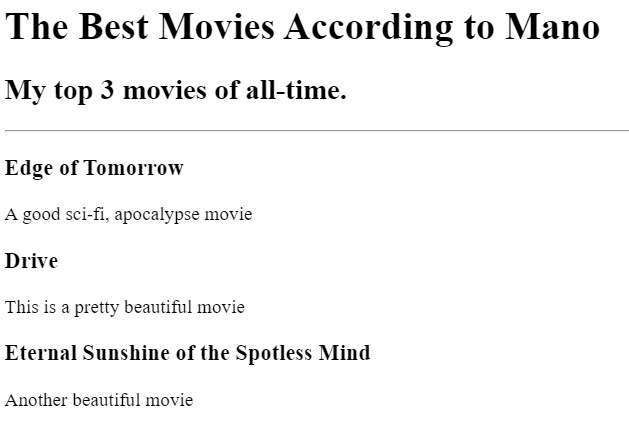 The Best Movies According to Mano
My top 3 movies of all-time.
Edge of Tomorrow
A good sci-fi, apocalypse movie
Drive
This is a pretty beautiful movie
Eternal Sunshine of the Spotless Mind
Another beautiful movie